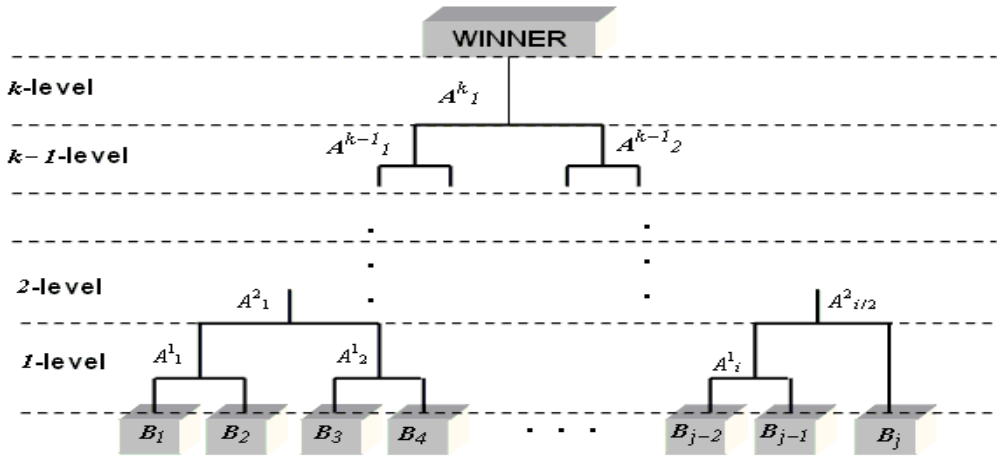 WINNER
k-level
A^k_1
k-1-level
A^{k-1}_1
A^{k-1}_2
2-level
A^2_1
A^2_{i/2}
1-level
A^1_1
A^1_2
A^1_i
B_1 B_2 B_3 B_4 . . . B_{j-2} B_{j-1} B_j